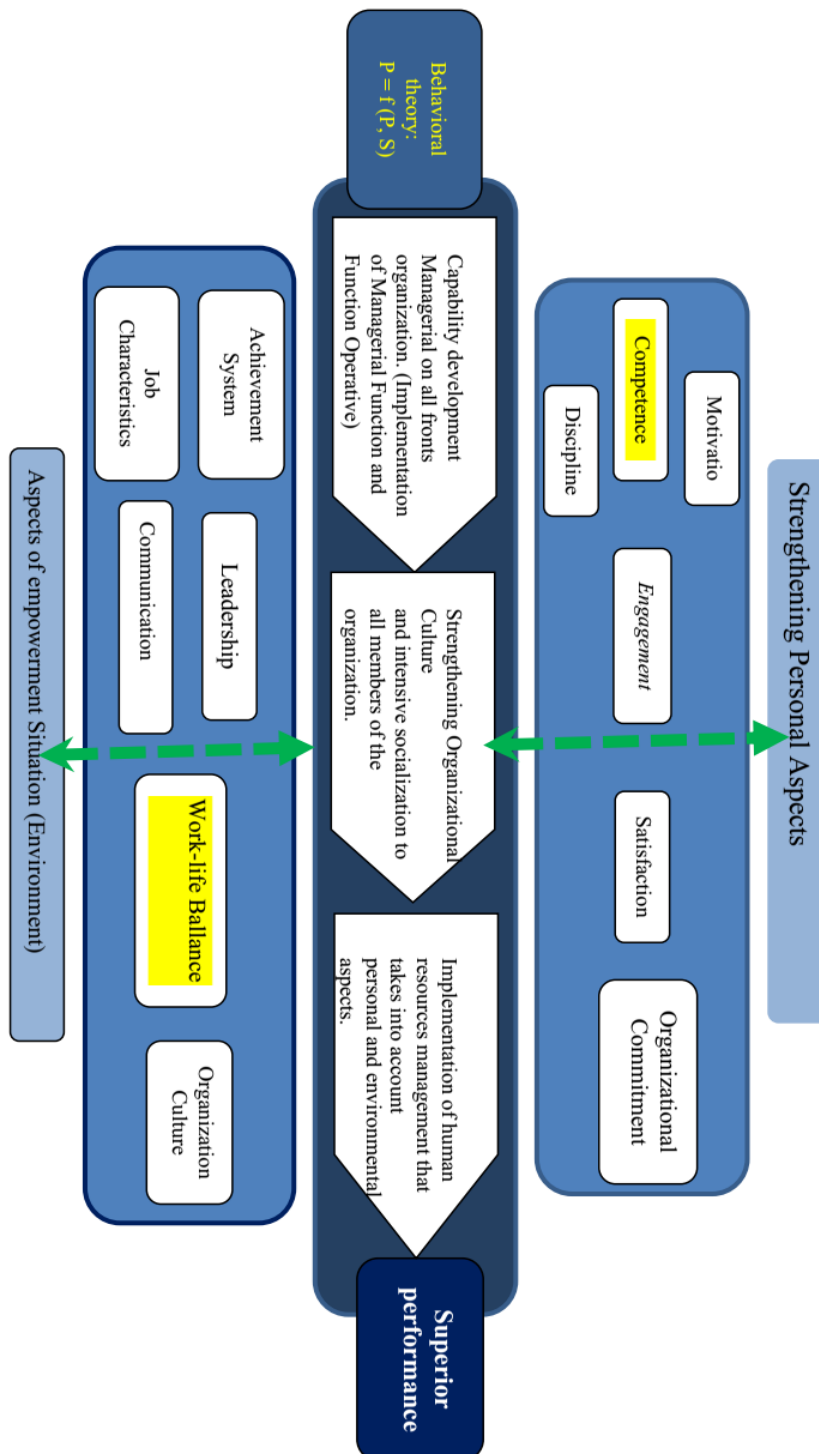 Strengthening Personal Aspects
Motivatio
Competence
Discipline
Engagement
Satisfaction
Organizational
Commitment
Behavioral
theory:
P = f (P, S)
Capability development
Managerial on all fronts
organization. (Implementation
of Managerial Function and
Function Operative)
Strengthening Organizational
Culture
and intensive socialization to
all members of the
organization.
Implementation of human
resources management that
takes into account
personal and environmental
aspects.
Superior
performance
Achievement
System
Job
Characteristics
Leadership
Communication
Work-life Ballance
Organization
Culture
Aspects of empowerment Situation (Environment)